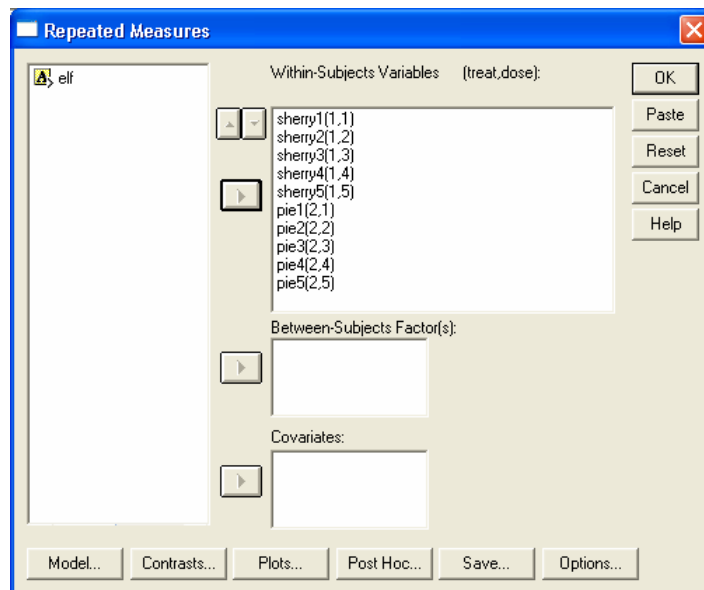 Repeated Measures
elf
Within-Subjects Variables (treat,dose):
sherry1(1,1)
sherry2(1,2)
sherry3(1,3)
sherry4(1,4)
sherry5(1,5)
pie1(2,1)
pie2(2,2)
pie3(2,3)
pie4(2,4)
pie5(2,5)
OK
Paste
Reset
Cancel
Help
Between-Subjects Factor(s):
Covariates:
Model... Contrasts... Plots... Post Hoc... Save... Options...